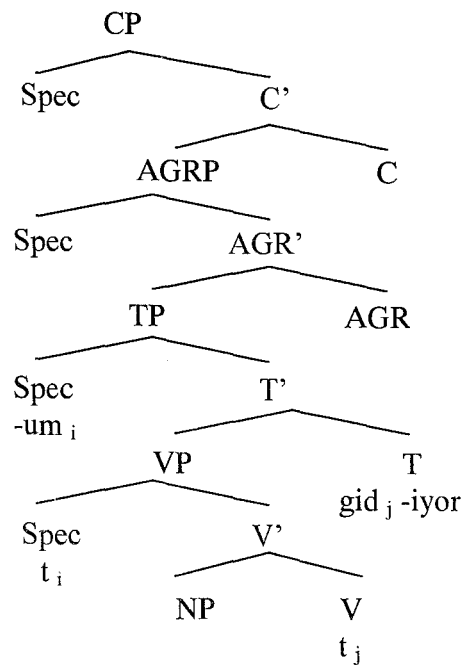 CP
Spec C’
AGRP C
Spec AGR’
TP AGR
Spec T’
-um i
VP T
gid j -iyor
Spec V’
t i
NP V
t j